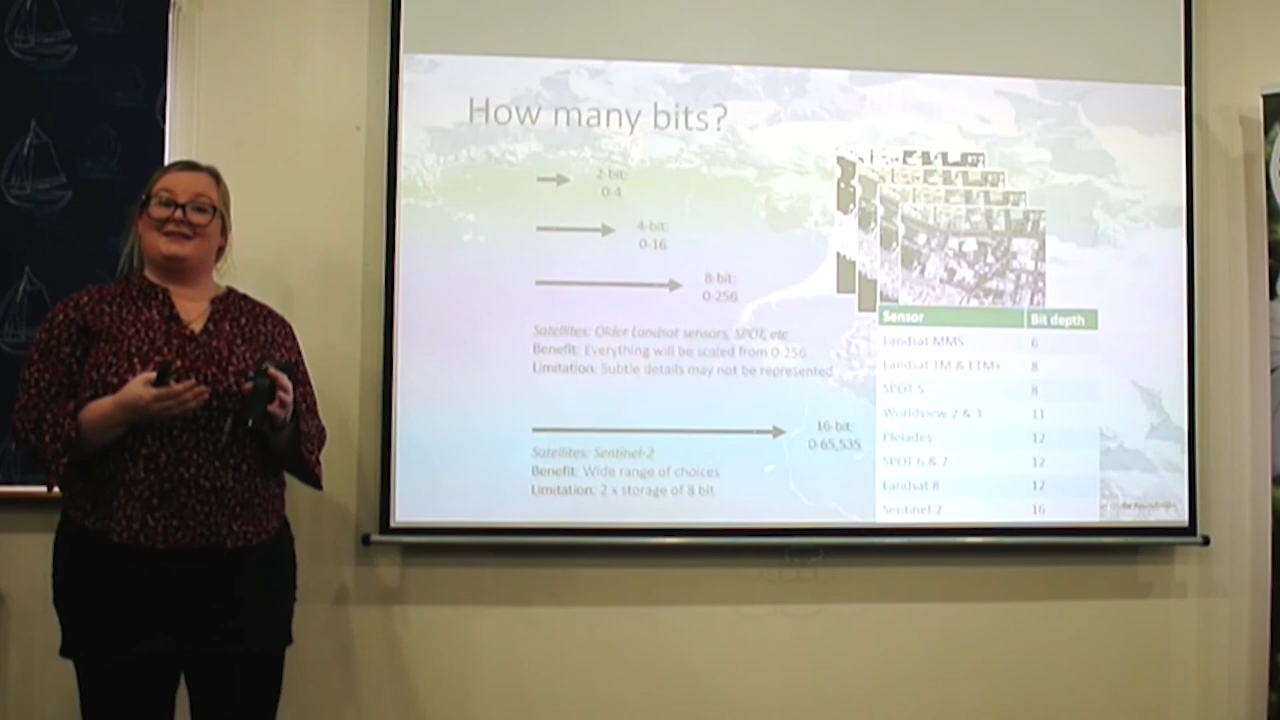 How many bits?
2-bit:
0-4
4-bit:
0-16
8-bit:
0-256
Satellites: Older Landsat sensors, SPOT, etc
Benefit: Everything will be scaled from 0-256
Limitation: Subtle details may not be represented
16-bit:
0-65,535
Satellites: Sentinel-2
Benefit: Wide range of choices
Limitation: 2 x storage of 8 bit
Sensor Bit depth
Landsat MMS 6
Landsat TM & ETM+ 8
SPOT 5 8
Worldview 2 & 3 11
Pleiades 12
SPOT 6 & 7 12
Landsat 8 12
Sentinel-2 16